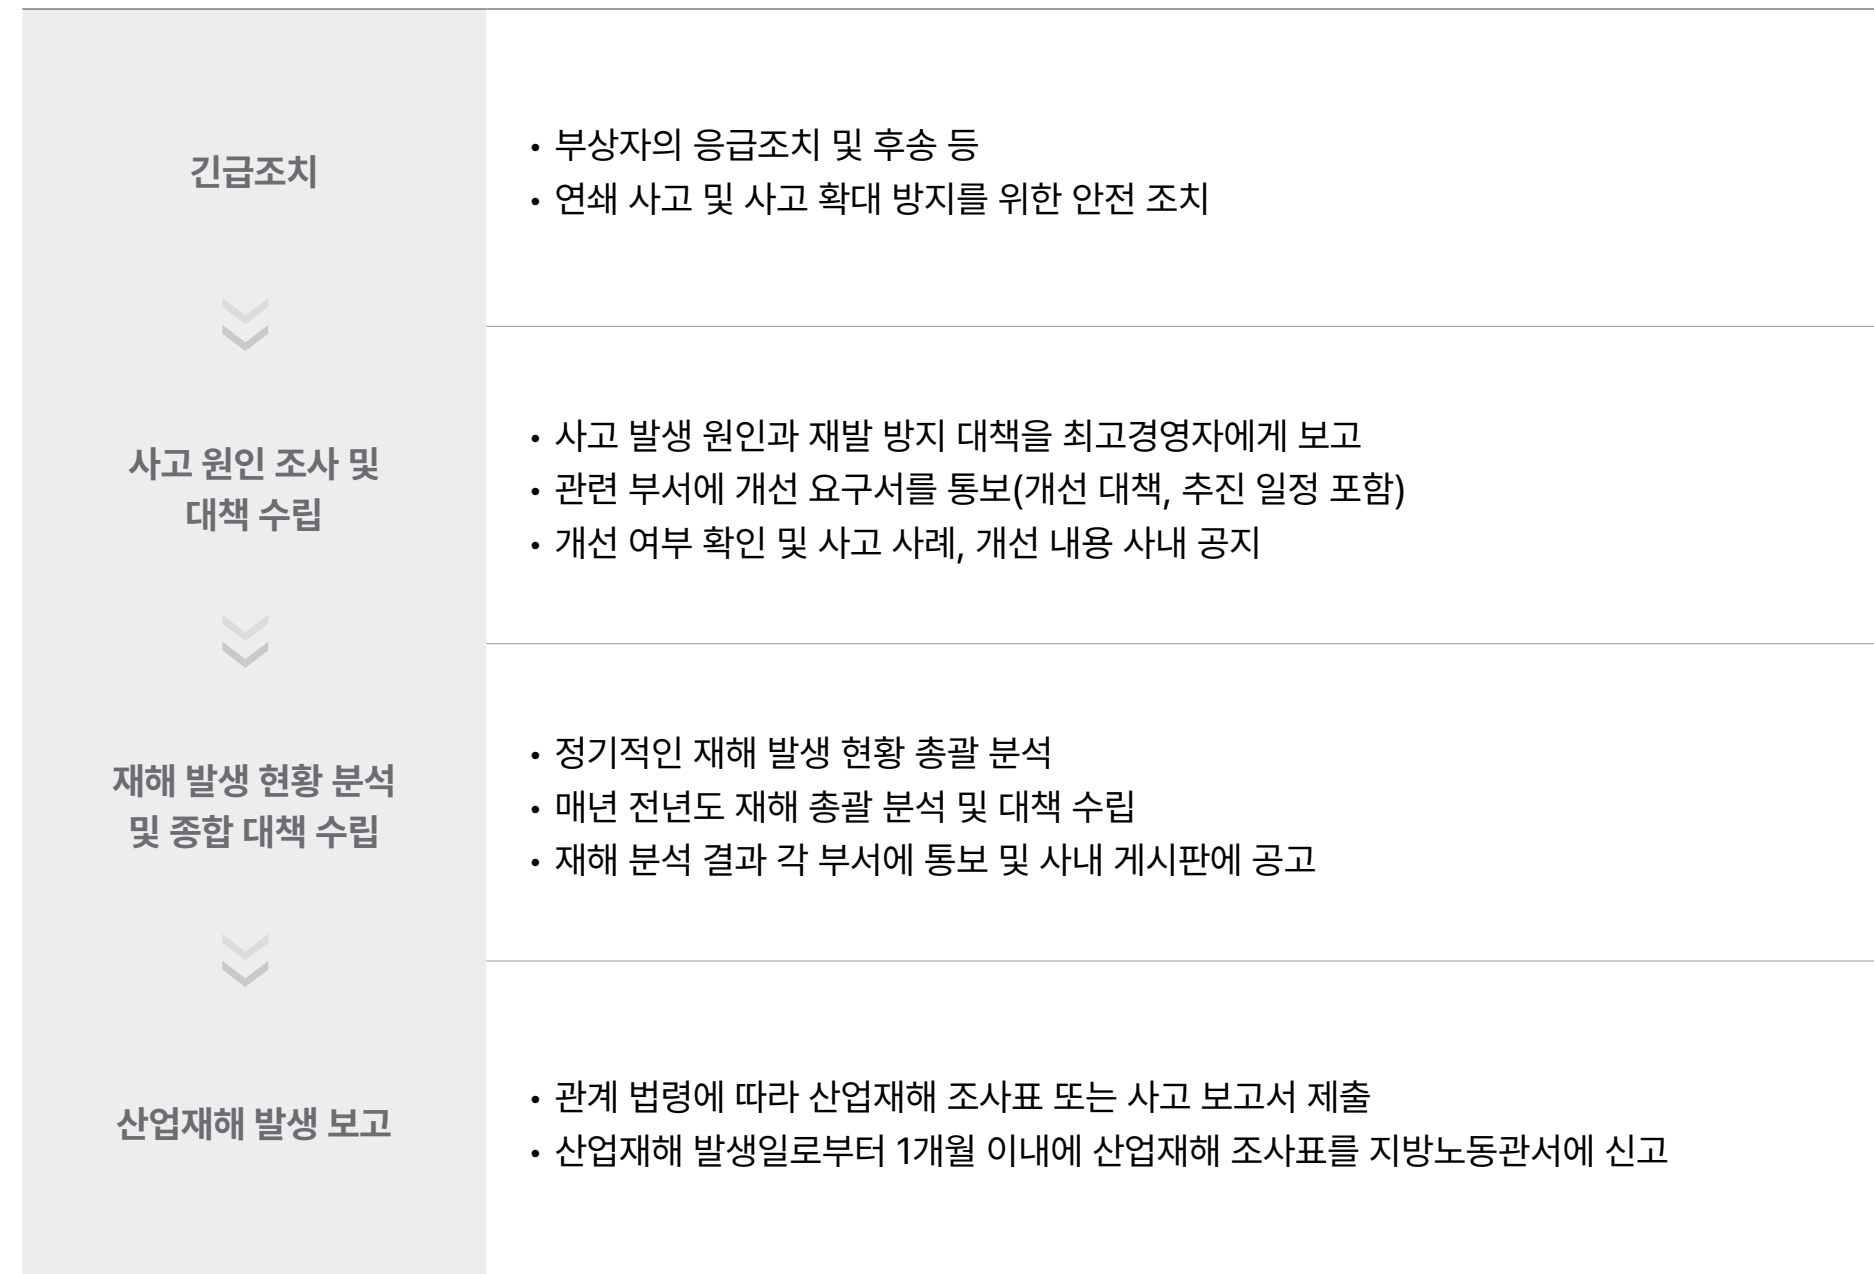 긴급조치
• 부상자의 응급조치 및 후송 등
• 연쇄 사고 및 사고 확대 방지를 위한 안전 조치
사고 원인 조사 및
대책 수립
• 사고 발생 원인과 재발 방지 대책을 최고경영자에게 보고
• 관련 부서에 개선 요구서를 통보(개선 대책, 추진 일정 포함)
• 개선 여부 확인 및 사고 사례, 개선 내용 사내 공지
재해 발생 현황 분석
및 종합 대책 수립
• 정기적인 재해 발생 현황 총괄 분석
• 매년 전년도 재해 총괄 분석 및 대책 수립
• 재해 분석 결과 각 부서에 통보 및 사내 게시판에 공고
산업재해 발생 보고
• 관계 법령에 따라 산업재해 조사표 또는 사고 보고서 제출
• 산업재해 발생일로부터 1개월 이내에 산업재해 조사표를 지방노동관서에 신고